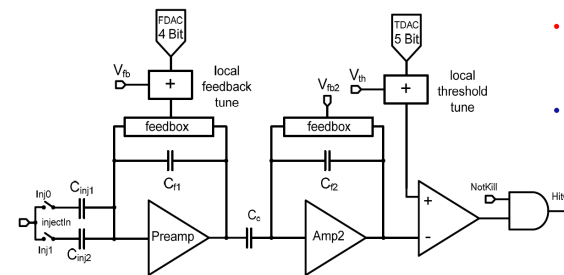 FDAC
4 Bit
TDAC
5 Bit
Vfb
+
local
feedback
tune
Vfb2
Vth
+
local
threshold
tune
feedbox
feedbox
Cf1
Cf2
Inj0
Cinj1
injectIn
Inj1
Cinj2
Preamp
Cc
Amp2
+
-
NotKill